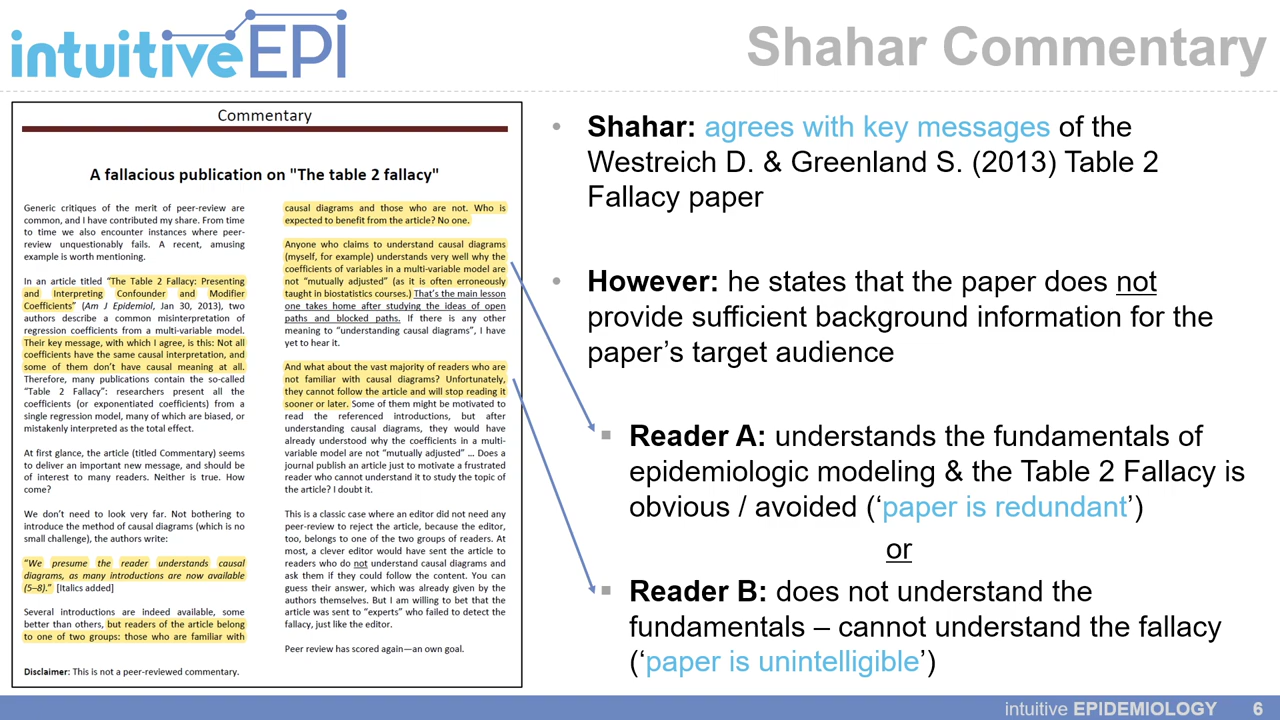 intuitiveEPI
Shahar Commentary
Commentary
A fallacious publication on "The table 2 fallacy"
Generic critiques of the merit of peer-review are
common, and I have contributed my share. From time
to time we also encounter instances where peer-
review unquestionably fails. A recent, amusing
example is worth mentioning.
In an article titled “The Table 2 Fallacy: Presenting
and Interpreting Confounder and Modifier
Coefficients” (Am J Epidemiol, Jan 30, 2013), two
authors describe a common misinterpretation of
regression coefficients from a multi-variable model.
Their key message, with which I agree, is this: Not all
coefficients have the same causal interpretation, and
some of them don’t have causal meaning at all.
Therefore, many publications contain the so-called
“Table 2 Fallacy”: researchers present all the
coefficients (or exponentiated coefficients) from a
single regression model, many of which are biased, or
mistakenly interpreted as the total effect.
At first glance, the article (titled Commentary) seems
to deliver an important new message, and should be
of interest to many readers. Neither is true. How
come?
We don’t need to look very far. Not bothering to
introduce the method of causal diagrams (which is no
small challenge), the authors write:
“We presume the reader understands causal
diagrams, as many introductions are now available
(5–8).” [Italics added]
Several introductions are indeed available, some
better than others, but readers of the article belong
to one of two groups: those who are familiar with
Disclaimer: This is not a peer-reviewed commentary.
causal diagrams and those who are not. Who is
expected to benefit from the article? No one.
Anyone who claims to understand causal diagrams
(myself, for example) understands very well why the
coefficients of variables in a multi-variable model are
not “mutually adjusted” (as it is often erroneously
taught in biostatistics courses.) That’s the main lesson
one takes home after studying the ideas of open
paths and blocked paths. If there is any other
meaning to “understanding causal diagrams”, I have
yet to hear it.
And what about the vast majority of readers who are
not familiar with causal diagrams? Unfortunately,
they cannot follow the article and will stop reading it
sooner or later. Some of them might be motivated to
read the referenced introductions, but after
understanding causal diagrams, they would have
already understood why the coefficients in a multi-
variable model are not “mutually adjusted” … Does a
journal publish an article just to motivate a frustrated
reader who cannot understand it to study the topic of
the article? I doubt it.
This is a classic case where an editor did not need any
peer-review to reject the article, because the editor,
too, belongs to one of the two groups of readers. At
most, a clever editor would have sent the article to
readers who do not understand causal diagrams and
ask them if they could follow the content. You can
guess their answer, which was already given by the
authors themselves. But I am willing to bet that the
article was sent to “experts” who failed to detect the
fallacy, just like the editor.
Peer review has scored again—an own goal.
• Shahar: agrees with key messages of the
Westreich D. & Greenland S. (2013) Table 2
Fallacy paper
• However: he states that the paper does not
provide sufficient background information for the
paper’s target audience
▪ Reader A: understands the fundamentals of
epidemiologic modeling & the Table 2 Fallacy is
obvious / avoided (‘paper is redundant’)
or
▪ Reader B: does not understand the
fundamentals – cannot understand the fallacy
(‘paper is unintelligible’)
intuitive EPIDEMIOLOGY 6